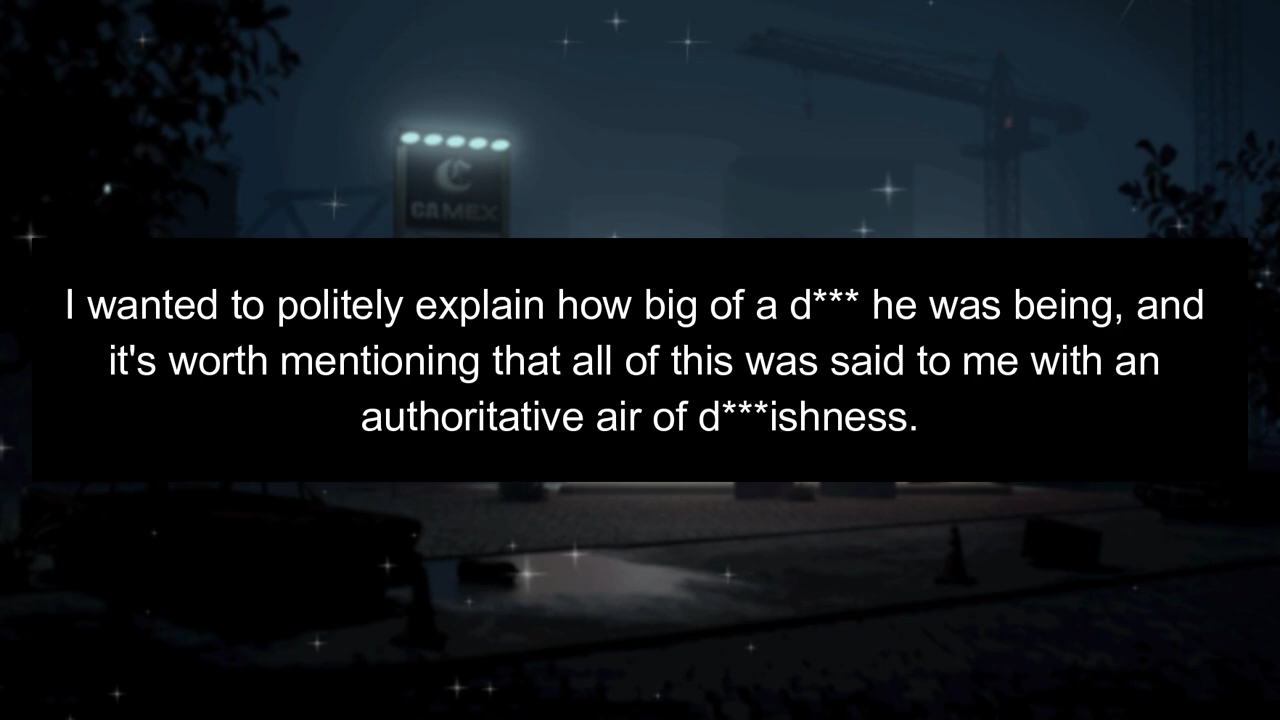 CAMEX
I wanted to politely explain how big of a d*** he was being, and
it's worth mentioning that all of this was said to me with an
authoritative air of d***ishness.